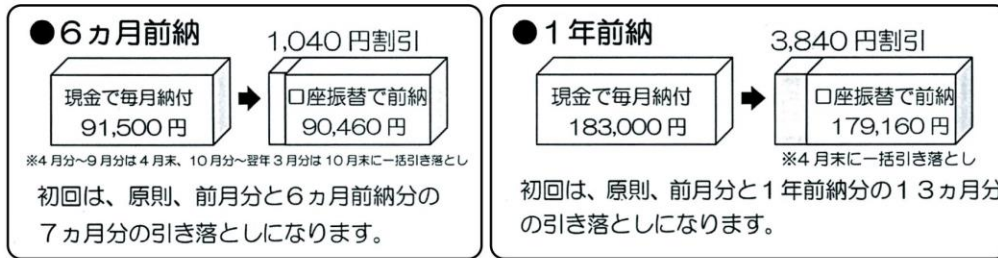 ●6ヵ月前納
1,040円割引
現金で毎月納付
91,500円
口座振替で前納
90,460円
※4月分～9月分は4月末、10月分～翌年3月分は10月末に一括引き落とし
初回は、原則、前月分と6ヵ月前納分の
7ヵ月分の引き落としになります。
●1年前納
3,840円割引
現金で毎月納付
183,000円
口座振替で前納
179,160円
※4月末に一括引き落とし
初回は、原則、前月分と1年前納分の13ヵ月分
の引き落としになります。